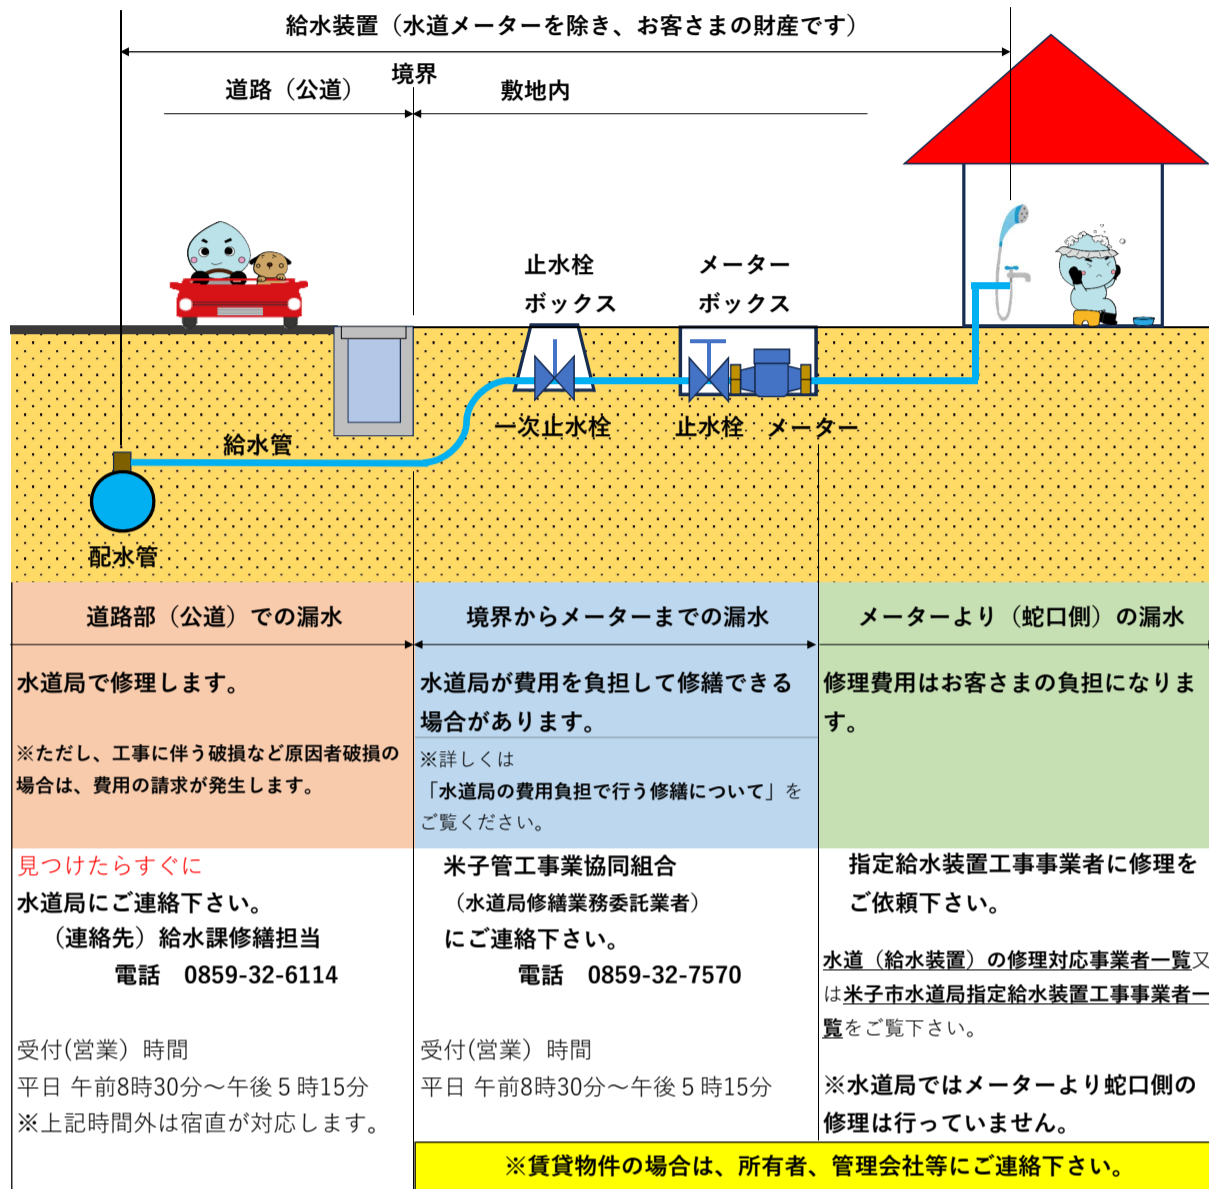 給水装置（水道メーターを除き、お客さまの財産です）
境界
道路（公道）
敷地内
止水栓
ボックス
メーター
ボックス
一次止水栓
止水栓
メーター
給水管
配水管
道路部（公道）での漏水
水道局で修理します。
※ただし、工事に伴う破損など原因者破損の
場合は、費用の請求が発生します。
見つけたらすぐに
水道局にご連絡下さい。
（連絡先）給水課修繕担当
電話　0859-32-6114
受付(営業）時間
平日 午前8時30分～午後５時15分
※上記時間外は宿直が対応します。
境界からメーターまでの漏水
水道局が費用を負担して修繕できる
場合があります。
※詳しくは
「水道局の費用負担で行う修繕について」を
ご覧ください。
米子管工事業協同組合
（水道局修繕業務委託業者）
にご連絡下さい。
電話　0859-32-7570
受付(営業）時間
平日 午前8時30分～午後５時15分
メーターより（蛇口側）の漏水
修理費用はお客さまの負担になりま
す。
指定給水装置工事事業者に修理を
ご依頼下さい。
水道（給水装置）の修理対応事業者一覧又
は米子市水道局指定給水装置工事事業者一
覧をご覧下さい。
※水道局ではメーターより蛇口側の
修理は行っていません。
※賃貸物件の場合は、所有者、管理会社等にご連絡下さい。